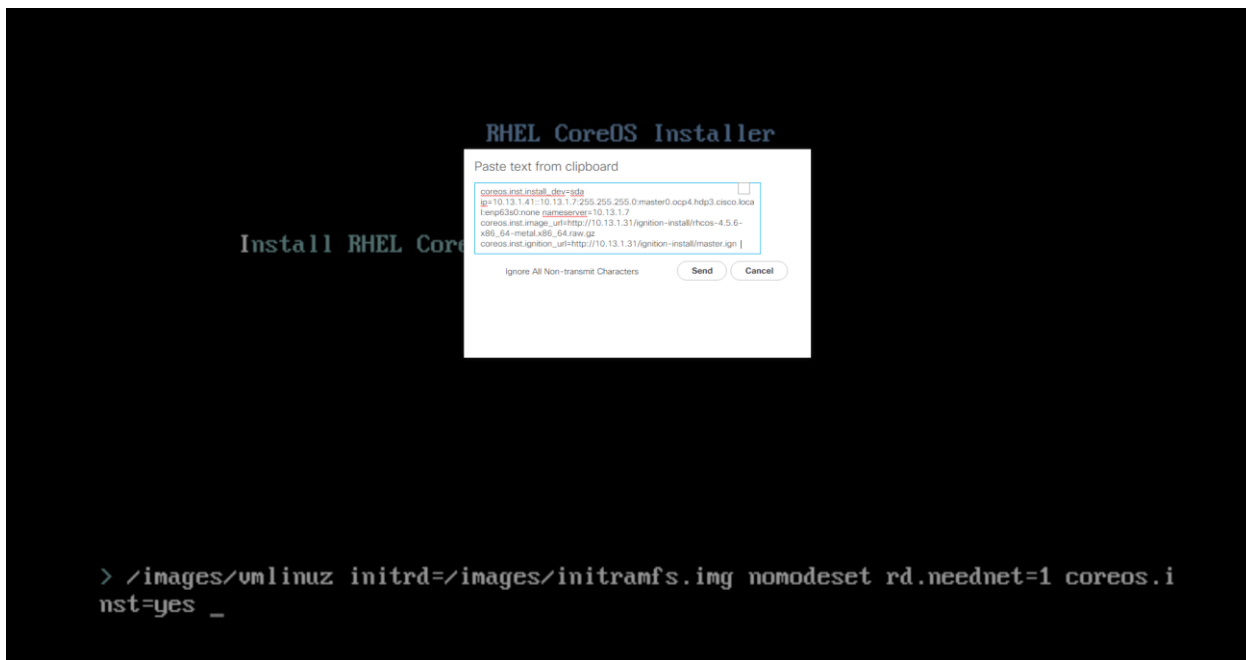 RHEL CoreOS Installer
Paste text from clipboard
coreos.inst.install_dev=sda
ip=10.13.1.41::10.13.1.7:255.255.255.0:master0.ocp4.hdp3.cisco.loca
l:enp63s0:none nameserver=10.13.1.7
coreos.inst.image_url=http://10.13.1.31/ignition-install/rhcos-4.5.6-
x86_64-metal.x86_64.raw.gz
coreos.inst.ignition_url=http://10.13.1.31/ignition-install/master.ign
Install RHEL Core
Ignore All Non-transmit Characters Send Cancel
> /images/vmlinuz initrd=/images/initramfs.img nomodeset rd.neednet=1 coreos.i
nst=yes _